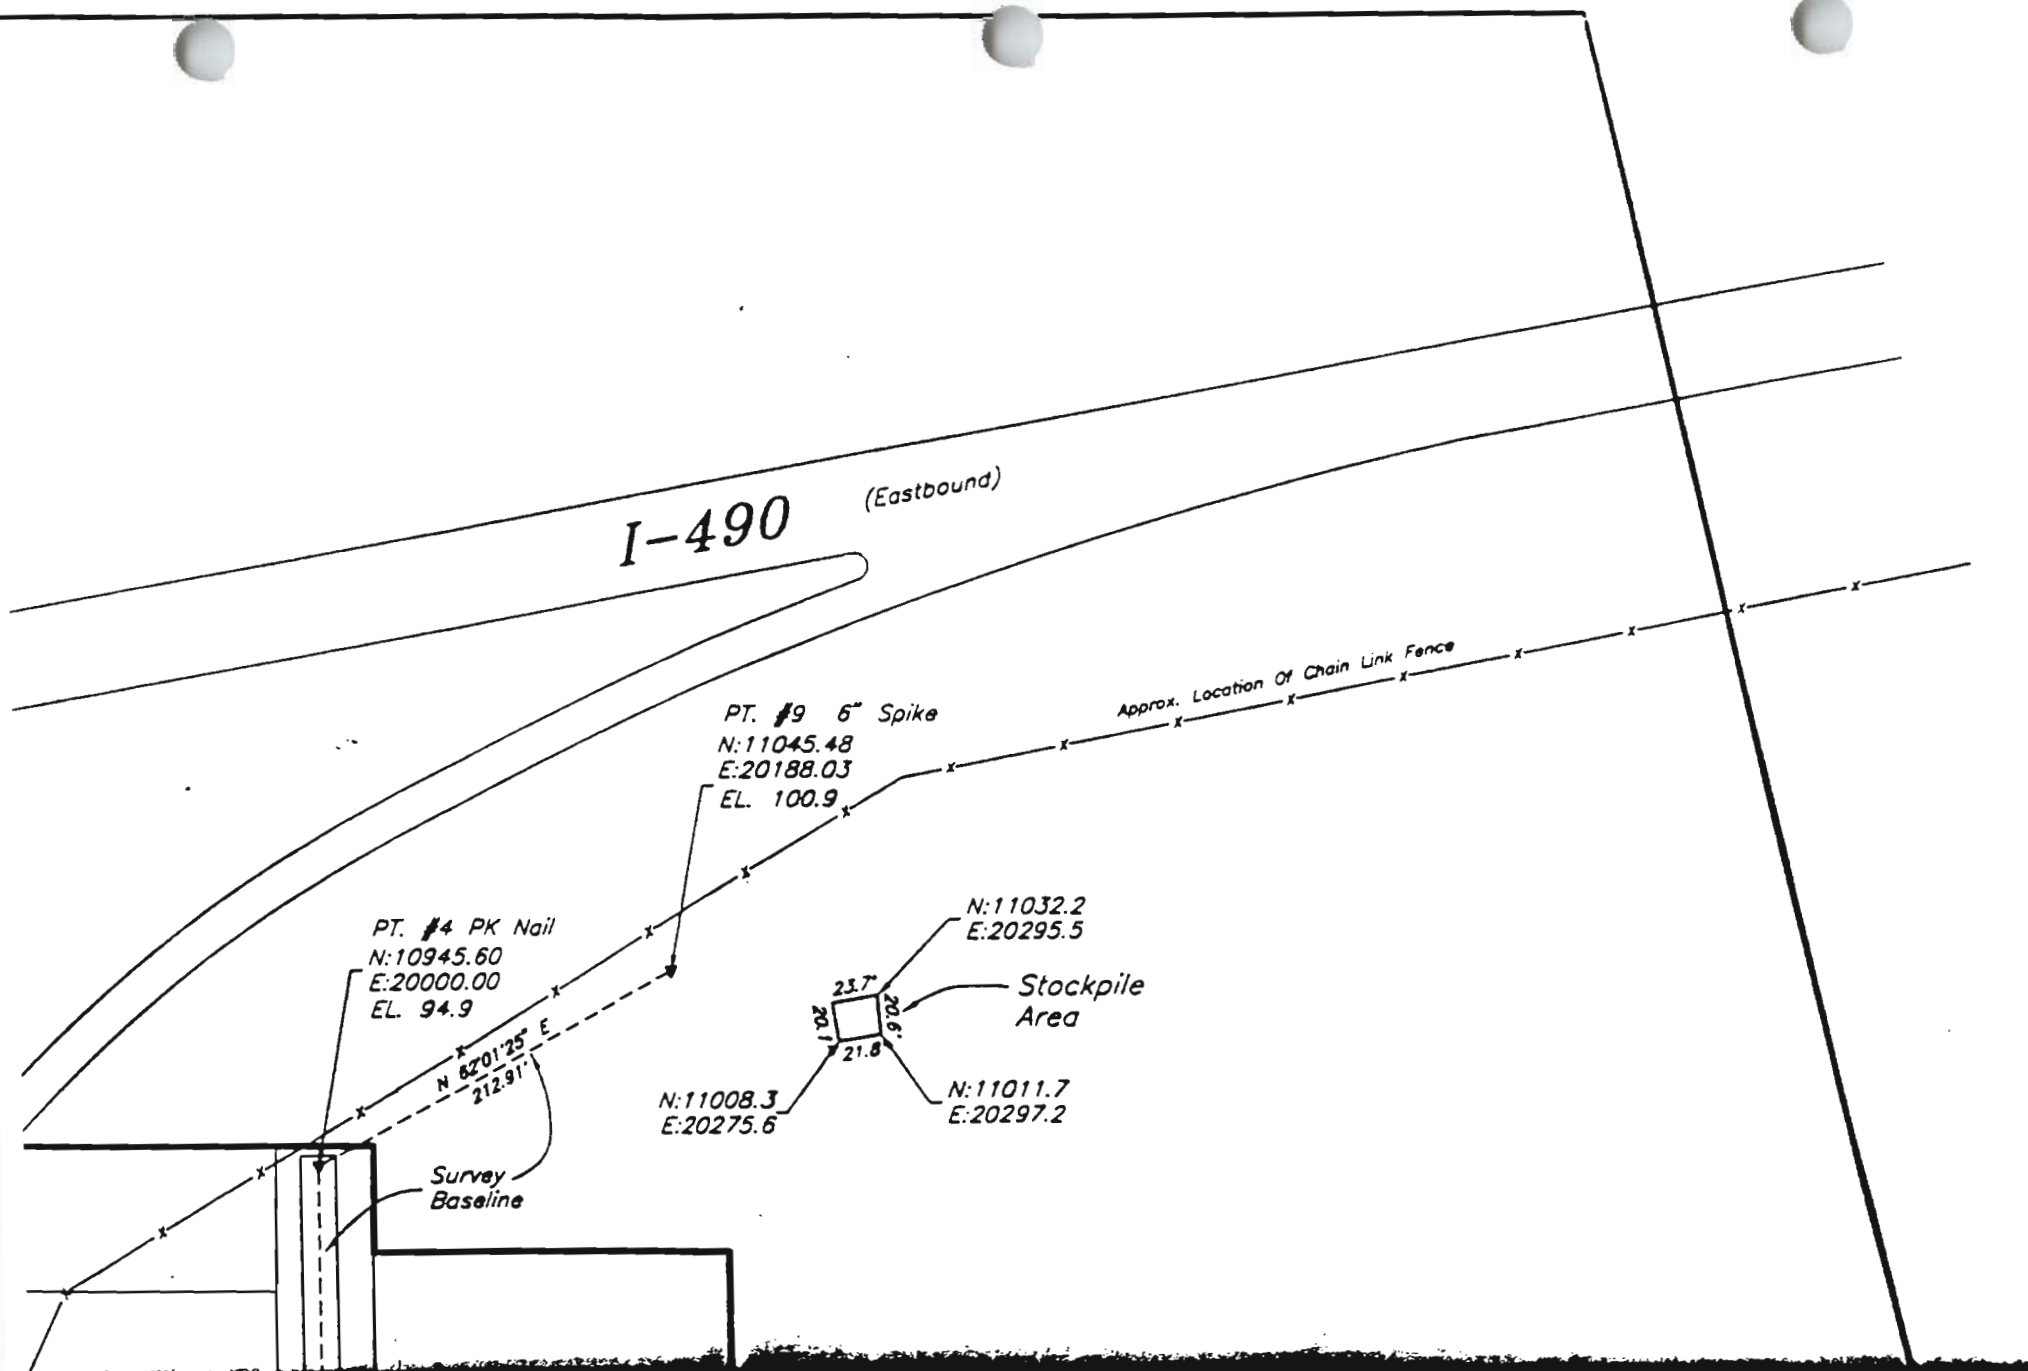 (Eastbound)
I-490
Approx. Location Of Chain Link Fence
PT. #9 6" Spike
N:11045.48
E:20188.03
EL. 100.9
PT. #4 PK Nail
N:10945.60
E:20000.00
EL. 94.9
N:11032.2
E:20295.5
Stockpile
Area
23.7'
20.1
20.6'
21.8
N 62°01'25" E
212.91'
N:11008.3
E:20275.6
N:11011.7
E:20297.2
Survey
Baseline